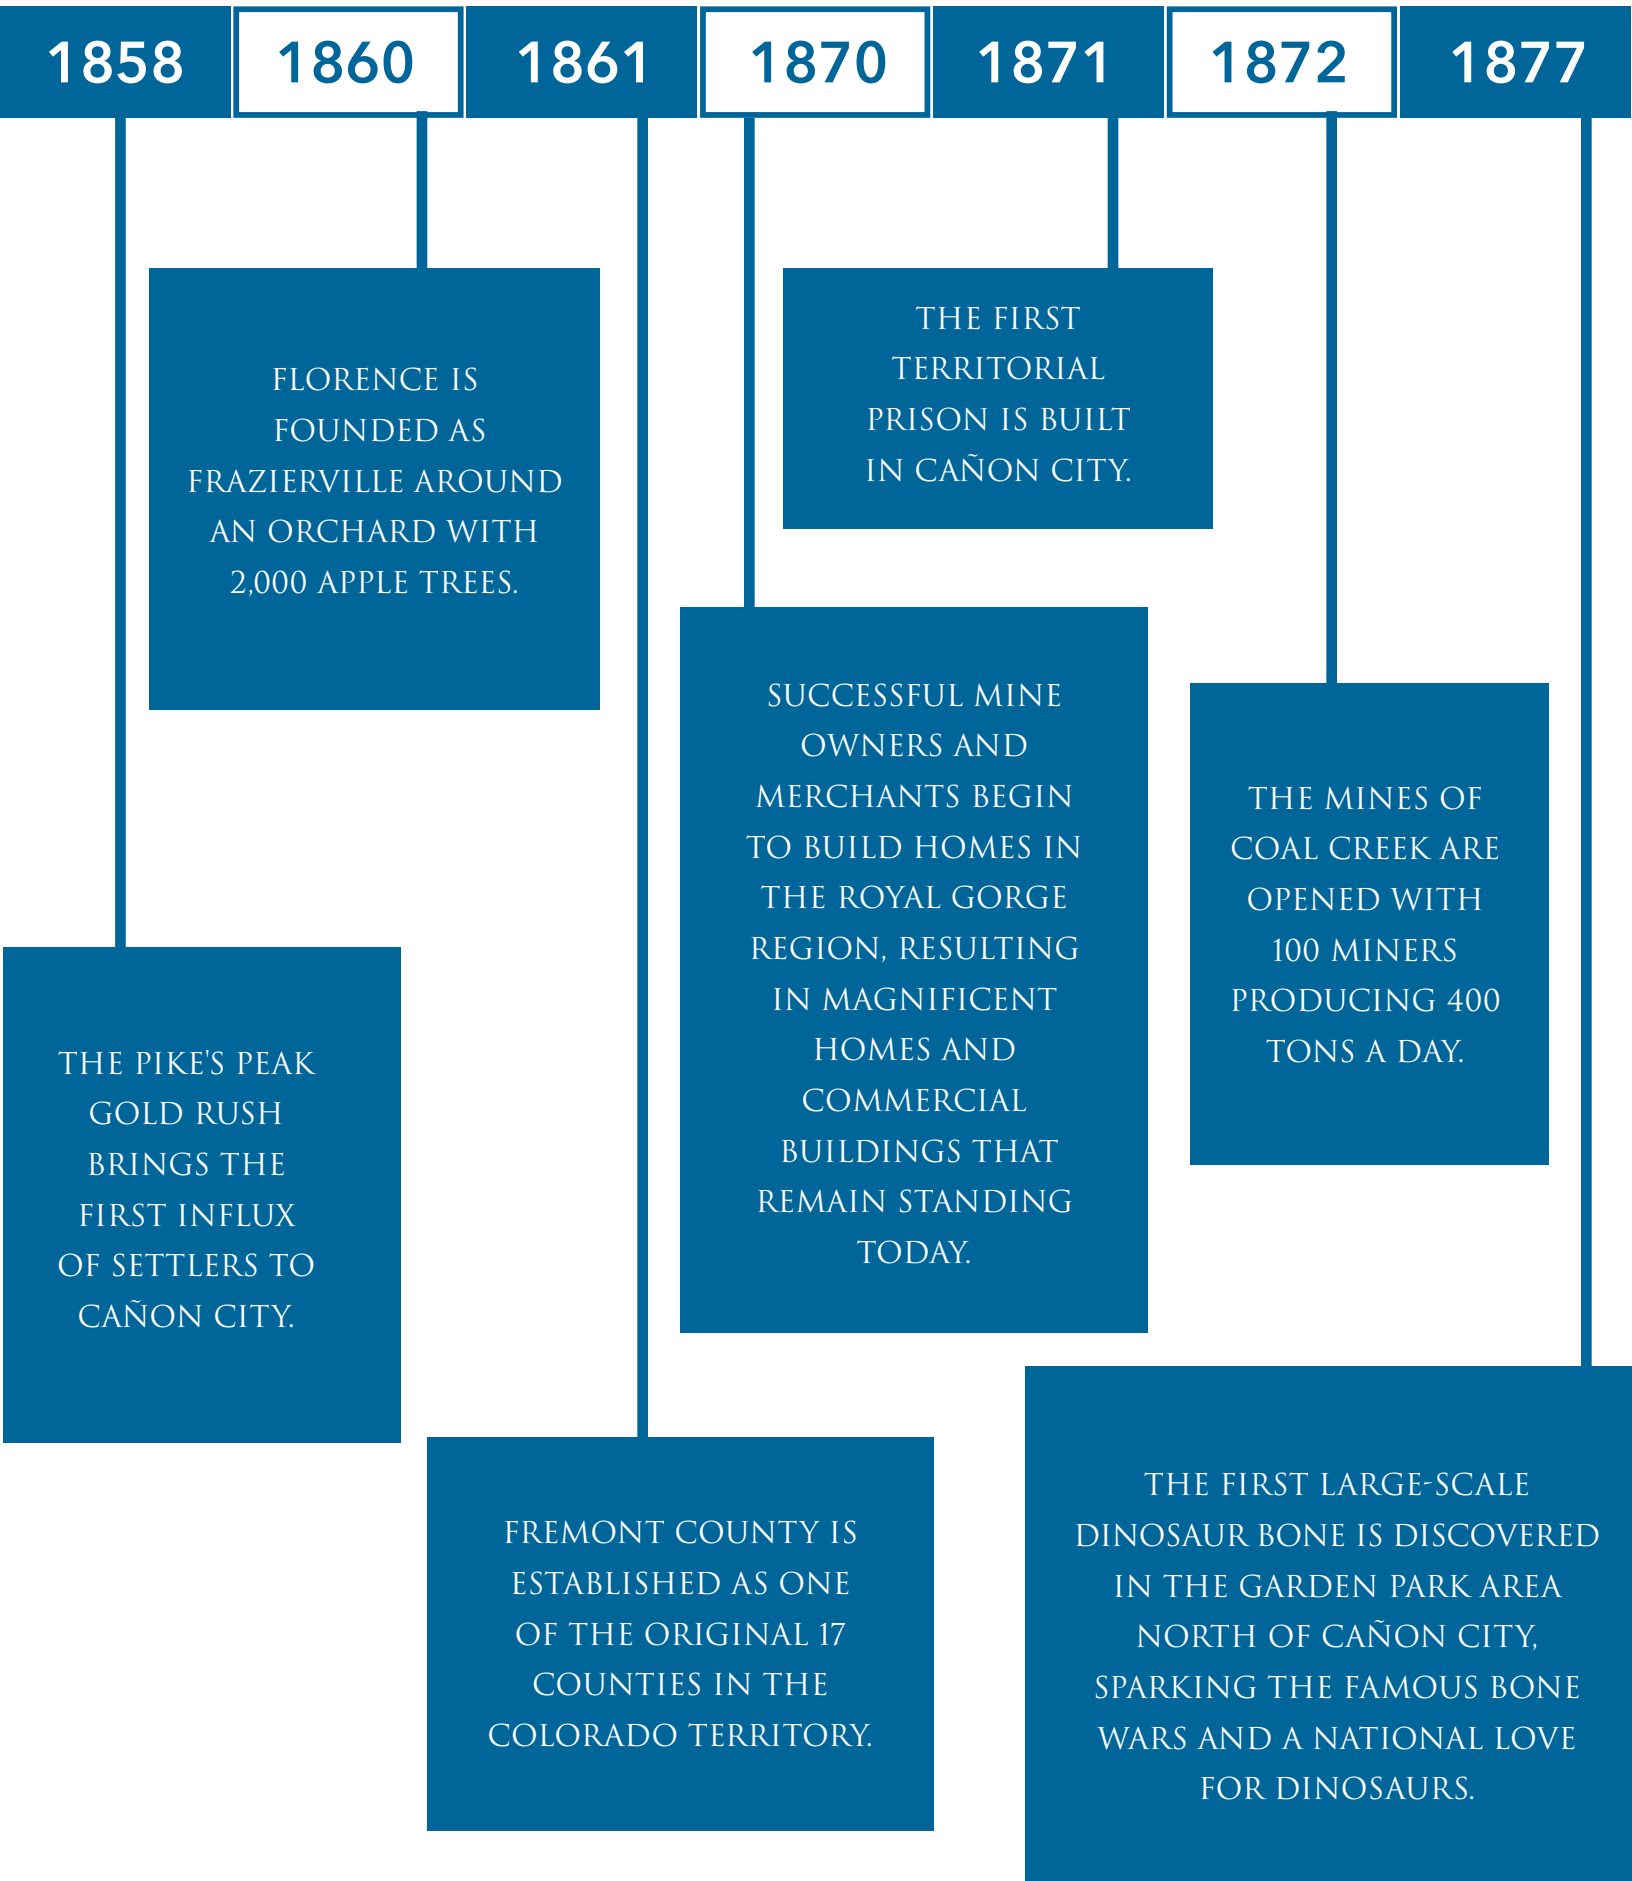 1858
1860
1861
1870
1871
1872
1877
FLORENCE IS
FOUNDED AS
FRAZIERVILLE AROUND
AN ORCHARD WITH
2,000 APPLE TREES.
THE FIRST
TERRITORIAL
PRISON IS BUILT
IN CAÑON CITY.
SUCCESSFUL MINE
OWNERS AND
MERCHANTS BEGIN
TO BUILD HOMES IN
THE ROYAL GORGE
REGION, RESULTING
IN MAGNIFICENT
HOMES AND
COMMERCIAL
BUILDINGS THAT
REMAIN STANDING
TODAY.
THE MINES OF
COAL CREEK ARE
OPENED WITH
100 MINERS
PRODUCING 400
TONS A DAY.
THE PIKE'S PEAK
GOLD RUSH
BRINGS THE
FIRST INFLUX
OF SETTLERS TO
CAÑON CITY.
FREMONT COUNTY IS
ESTABLISHED AS ONE
OF THE ORIGINAL 17
COUNTIES IN THE
COLORADO TERRITORY.
THE FIRST LARGE-SCALE
DINOSAUR BONE IS DISCOVERED
IN THE GARDEN PARK AREA
NORTH OF CAÑON CITY,
SPARKING THE FAMOUS BONE
WARS AND A NATIONAL LOVE
FOR DINOSAURS.